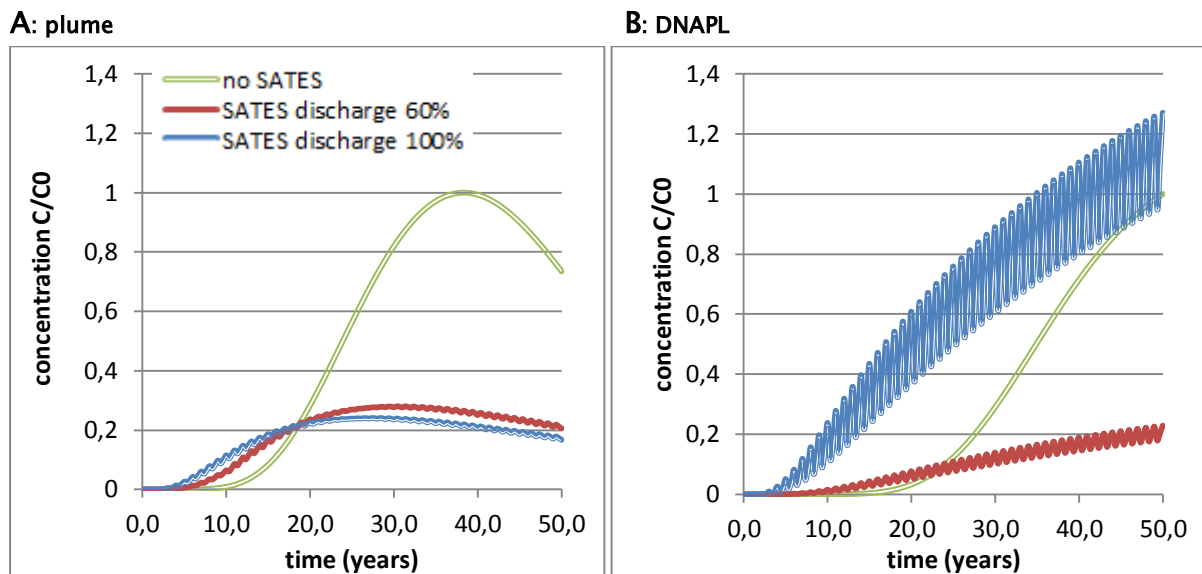 A: plume
1,4
1,2
1
0,8
0,6
0,4
0,2
0
concentration C/C0
no SATES
SATES discharge 60%
SATES discharge 100%
0,0 10,0 20,0 30,0 40,0 50,0
time (years)
B: DNAPL
1,4
1,2
1
0,8
0,6
0,4
0,2
0
concentration C/C0
0,0 10,0 20,0 30,0 40,0 50,0
time (years)